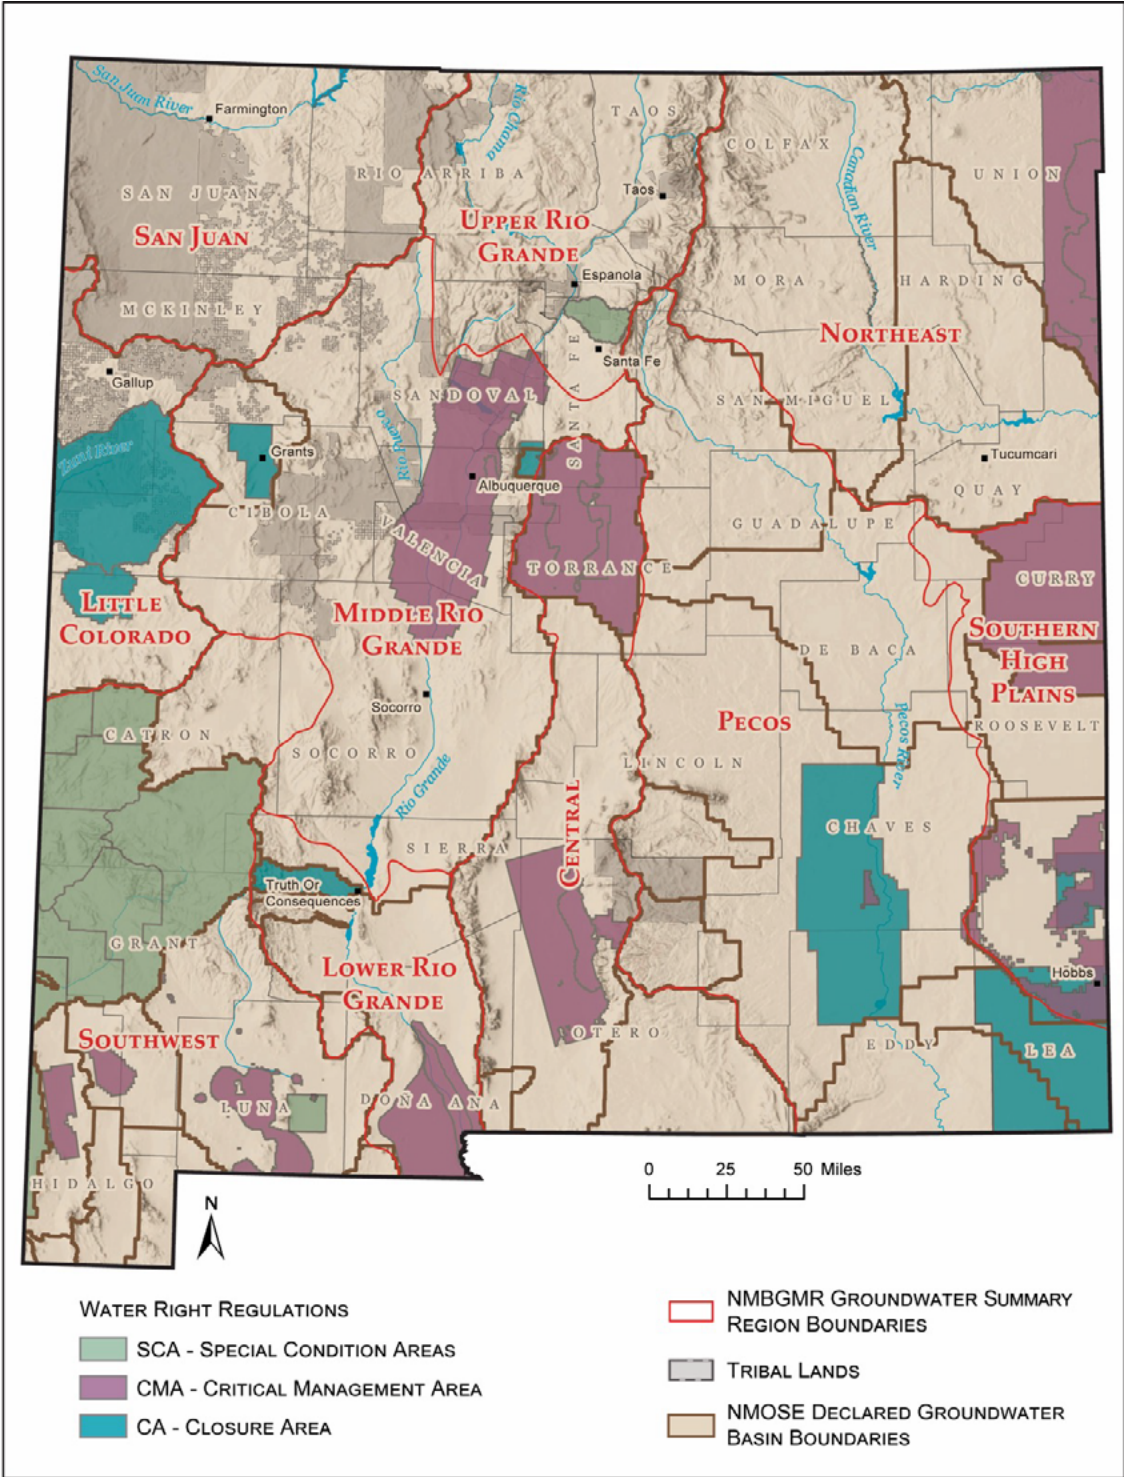 San Juan River
Farmington
Rio Chama
TAOS
COLFAX
RIO ARRIBA
UNION
SAN JUAN
Taos
Canadian River
SAN JUAN
UPPER RIO
GRANDE
Espanola
MORA
HARDING
MCKINLEY
NORTHEAST
SANTA FE
Santa Fe
Gallup
SANDOVAL
SAN MIGUEL
Rio Puerco
Zuni River
Grants
Tucumcari
Albuquerque
QUAY
CIBOLA
VALENCIA
GUADALUPE
TORRANCE
CURRY
LITTLE
COLORADO
MIDDLE RIO
GRANDE
SOUTHERN
HIGH
PLAINS
DE BACA
Socorro
PECOS
Pecos River
ROOSEVELT
CATRON
SOCORRO
LINCOLN
Rio Grande
CENTRAL
CHAVES
SIERRA
Truth Or
Consequences
GRANT
LOWER RIO
GRANDE
Hobbs
SOUTHWEST
OTERO
EDDY
LEA
LUNA
DOÑA ANA
HIDALGO
0 25 50 Miles
N
WATER RIGHT REGULATIONS
SCA - SPECIAL CONDITION AREAS
CMA - CRITICAL MANAGEMENT AREA
CA - CLOSURE AREA
NMBGMR GROUNDWATER SUMMARY
REGION BOUNDARIES
TRIBAL LANDS
NMOSE DECLARED GROUNDWATER
BASIN BOUNDARIES